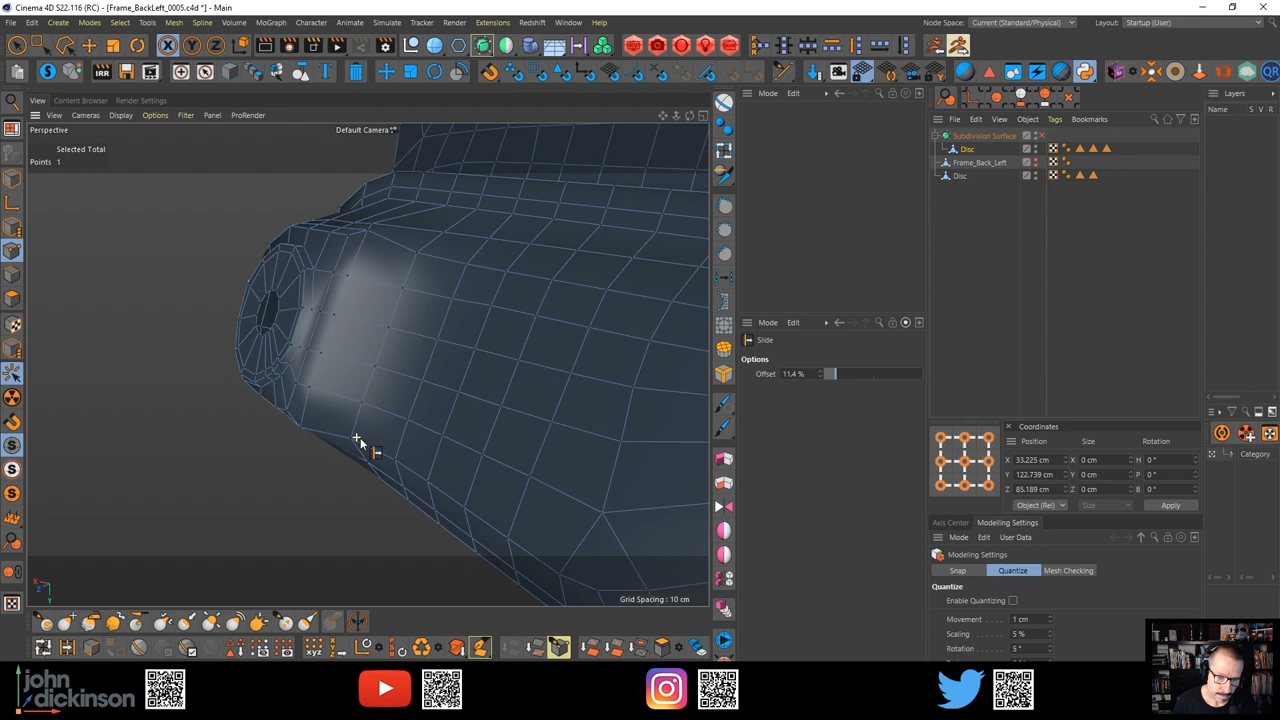 Cinema 4D S22.116 (RC) - [Frame_BackLeft_0005.c4d *] - Main
File Edit Create Modes Select Tools Mesh Spline Volume MoGraph Character Animate Simulate Tracker Render Extensions Redshift Window Help
Node Space: Current (Standard/Physical) Layout: Startup (User)
X Y Z
IRR
PSR
QR
View Content Browser Render Settings
View Cameras Display Options Filter Panel ProRender
Perspective
Default Camera
Selected Total
Points 1
Grid Spacing : 10 cm
Mode Edit
Mode Edit
Slide
Options
Offset 11.4 %
File Edit View Object Tags Bookmarks
Subdivision Surface
Disc
Frame_Back_Left
Disc
Layers
Name S V R
Category
Coordinates
Position Size Rotation
X 33.225 cm X 0 cm H 0 °
Y 122.739 cm Y 0 cm P 0 °
Z 85.189 cm Z 0 cm B 0 °
Object (Rel) Size Apply
Axis Center Modelling Settings
Mode Edit User Data
Modeling Settings
Snap Quantize Mesh Checking
Quantize
Enable Quantizing
Movement 1 cm
Scaling 5 %
Rotation 5 °
john
dickinson